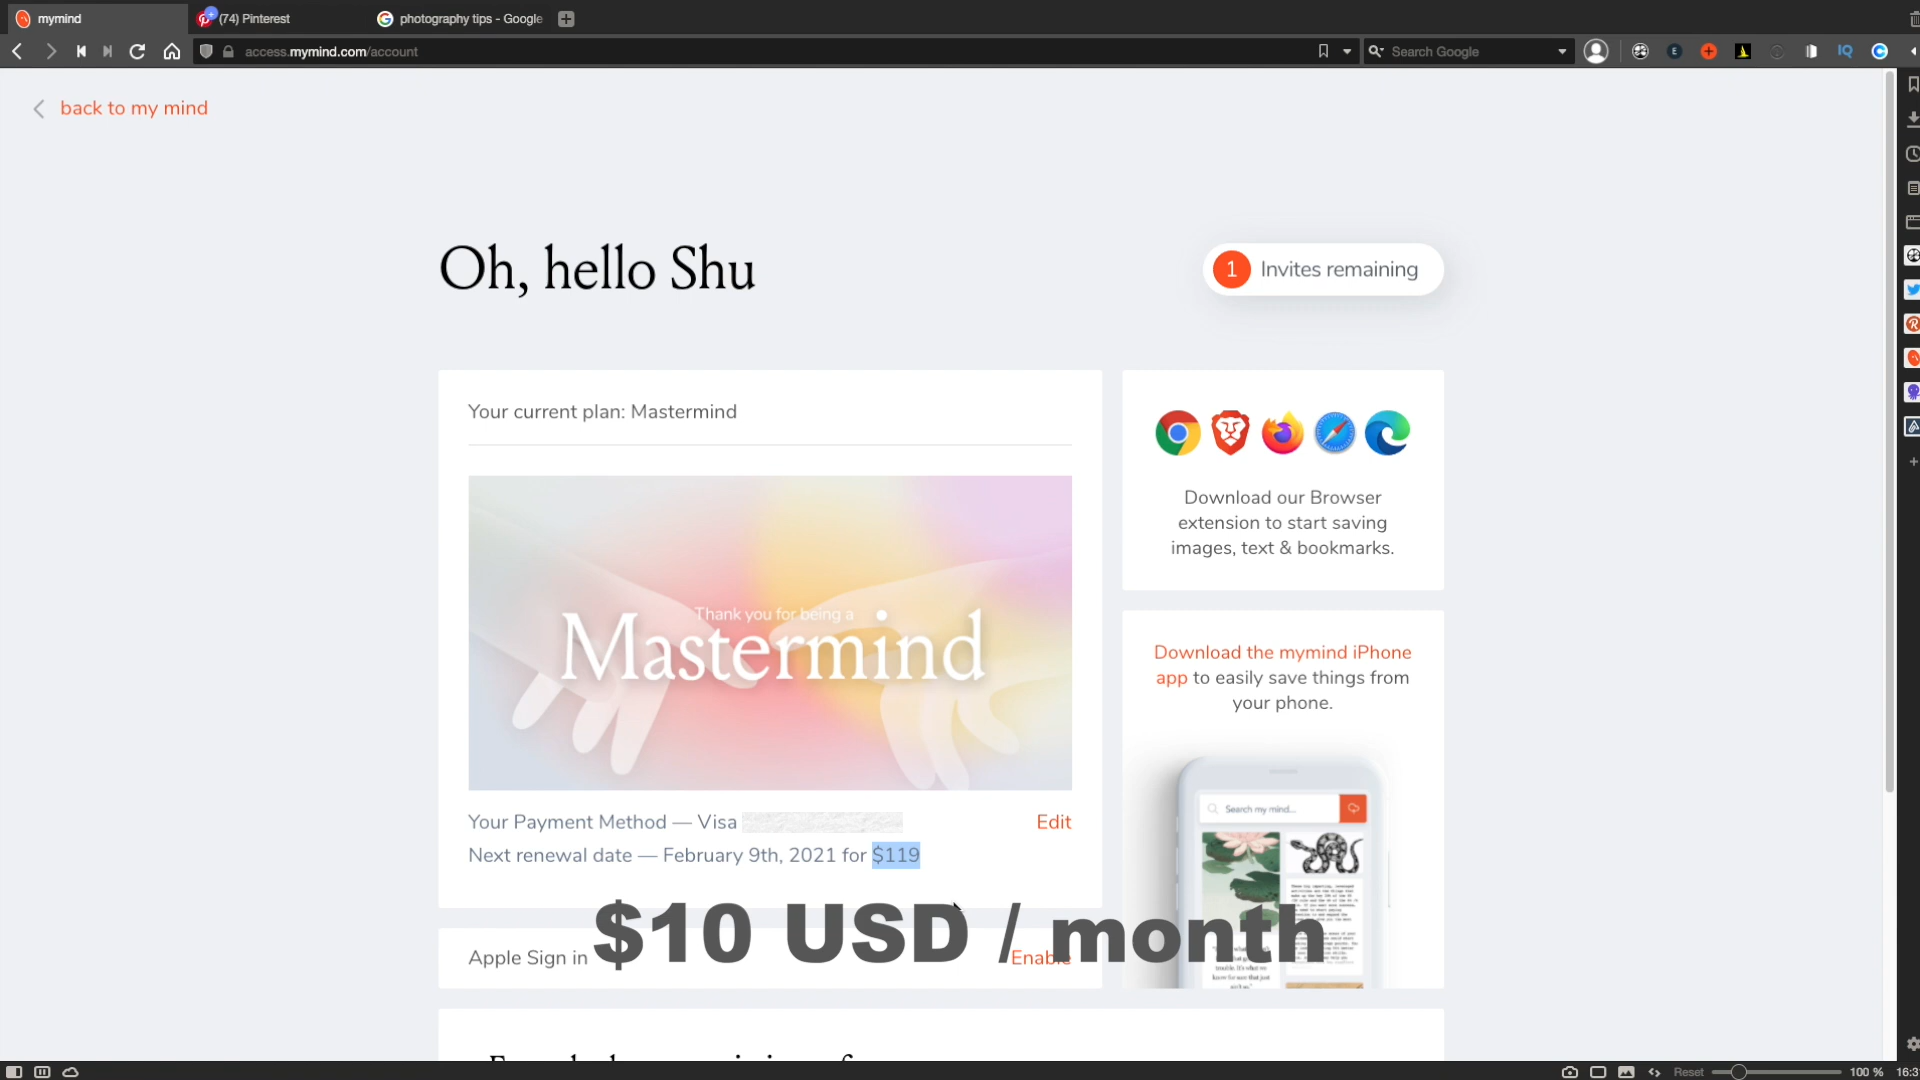 mymind
(74) Pinterest
photography tips - Google
access.mymind.com/account
Search Google
E
IQ
back to my mind
Oh, hello Shu
1 Invites remaining
Your current plan: Mastermind
Thank you for being a
Mastermind
Your Payment Method — Visa
Edit
Next renewal date — February 9th, 2021 for $119
Apple Sign in
Enable
$10 USD / month
Download our Browser
extension to start saving
images, text & bookmarks.
Download the mymind iPhone
app to easily save things from
your phone.
Search my mind...
Reset
100 %
16:3